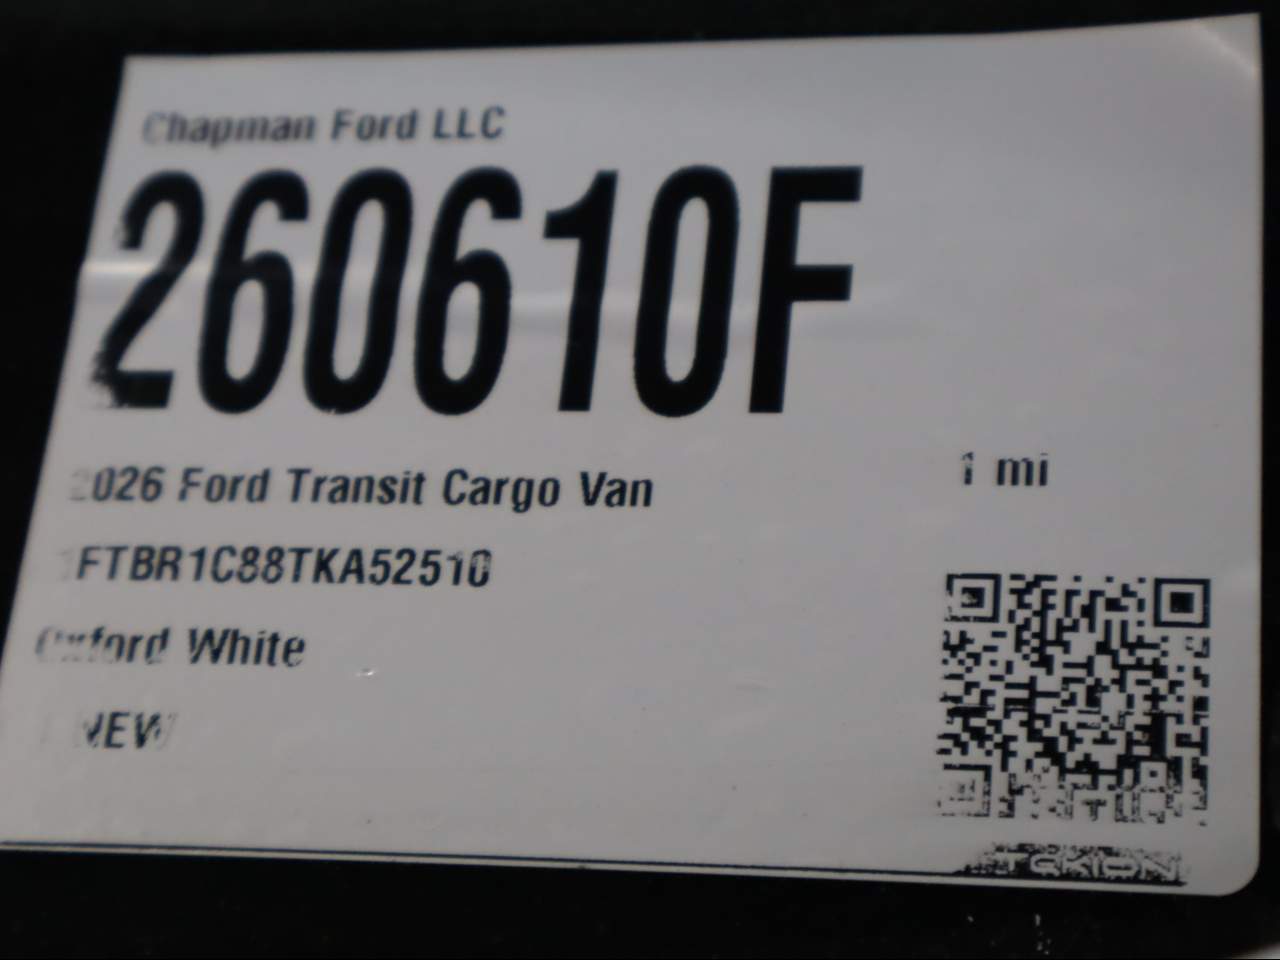 Chapman Ford LLC
260610F
2026 Ford Transit Cargo Van
1 mi
1FTBR1C88TKA52510
Oxford White
NEW